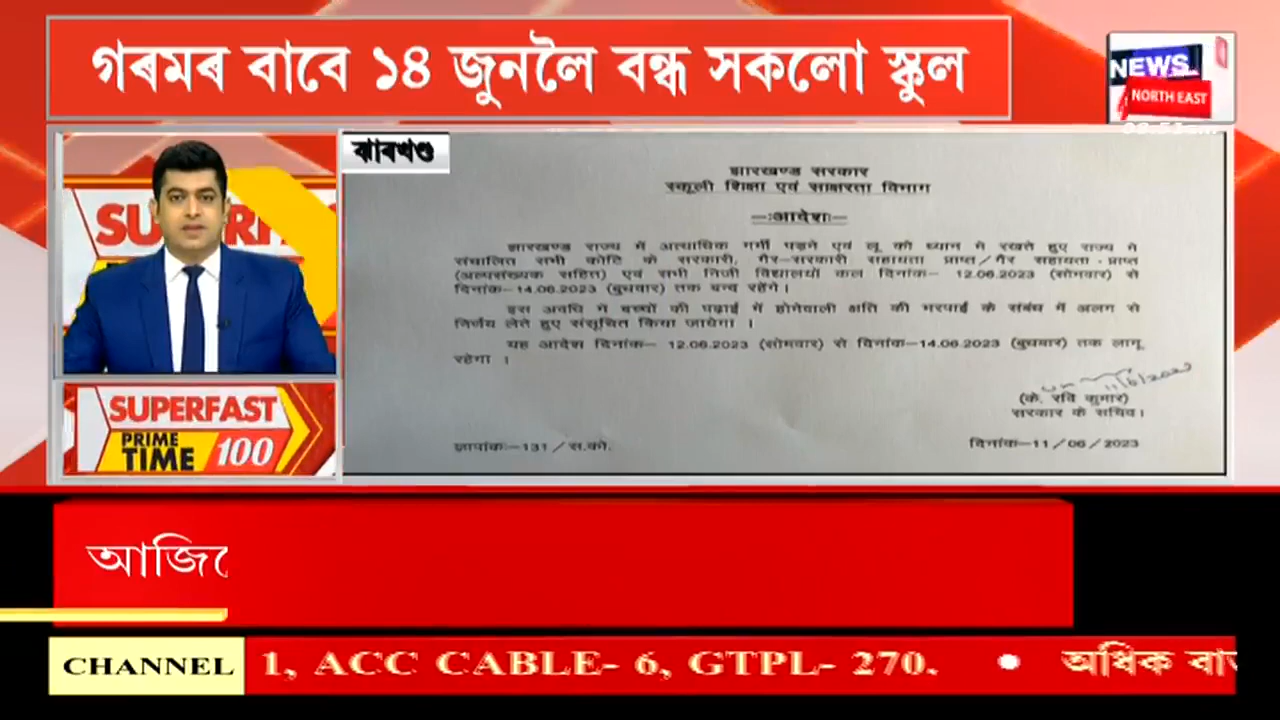 গৰমৰ বাবে ১৪ জুনলৈ বন্ধ সকলো স্কুল
NEWS
NORTH EAST
ঝাৰখণ্ড
झारखण्ड सरकार
स्कूली शिक्षा एवं साक्षरता विभाग
—:आदेश:—
झारखण्ड राज्य में अत्याधिक गर्मी पड़ने एवं लू को ध्यान में रखते हुए राज्य में
संचालित सभी कोटि के सरकारी, गैर-सरकारी सहायता प्राप्त/गैर सहायता - प्राप्त
(अल्पसंख्यक सहित) एवं सभी निजी विद्यालयों कल दिनांक- 12.06.2023 (सोमवार) से
दिनांक-14.06.2023 (बुधवार) तक बन्द रहेंगे।
इस अवधि में बच्चों की पढ़ाई में होनेवाली क्षति की भरपाई के संबंध में अलग से
निर्णय लेते हुए संसूचित किया जायेगा ।
यह आदेश दिनांक- 12.06.2023 (सोमवार) से दिनांक-14.06.2023 (बुधवार) तक लागू
रहेगा ।
11/6/2023
(के. रवि कुमार)
सरकार के सचिव।
ज्ञापांक:-131/स.को.
दिनांक-11/06/2023
SUPERFAST
PRIME
TIME 100
আজিে
CHANNEL 1, ACC CABLE- 6, GTPL- 270. • অধিক বাত